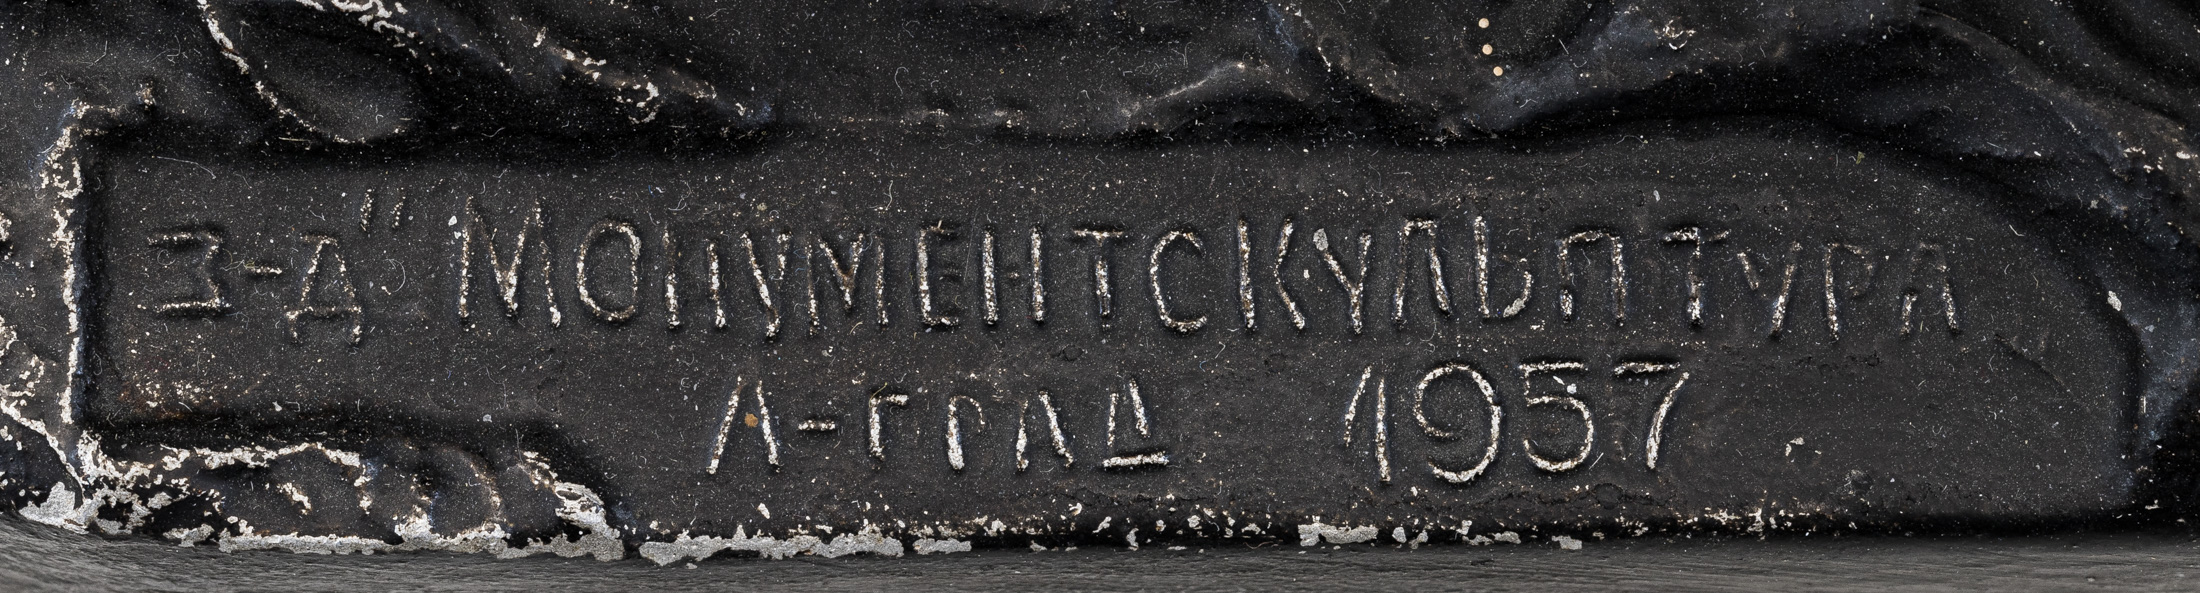 З-Д "МОНУМЕНТСКУЛЬПТУРА
Л-ГРАД 1957